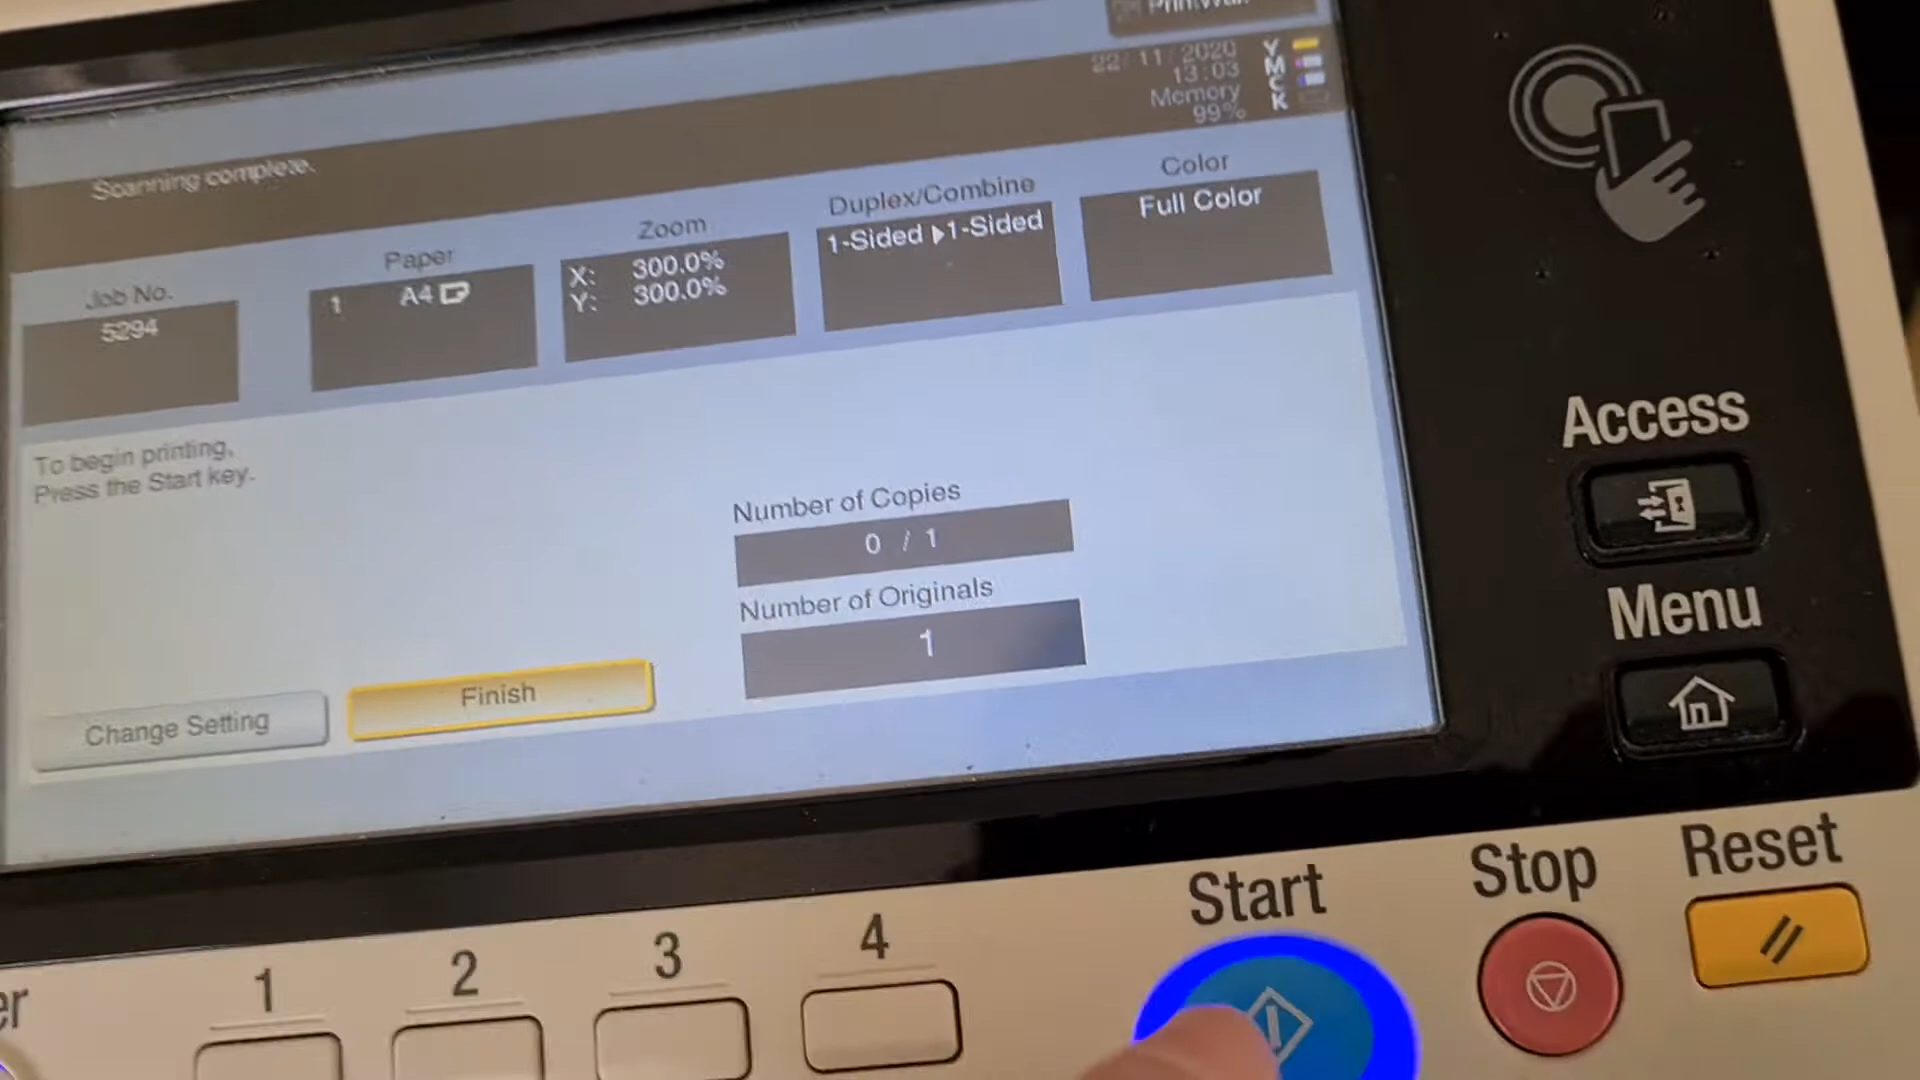 22/11/2020
13:03
Memory
99%
Y
M
C
K
Scanning complete.
Job No.
5294
Paper
1 A4
Zoom
X: 300.0%
Y: 300.0%
Duplex/Combine
1-Sided ▶1-Sided
Color
Full Color
To begin printing,
Press the Start key.
Number of Copies
0 / 1
Number of Originals
1
Change Setting
Finish
Access
Menu
Start
Stop
Reset
1
2
3
4
er